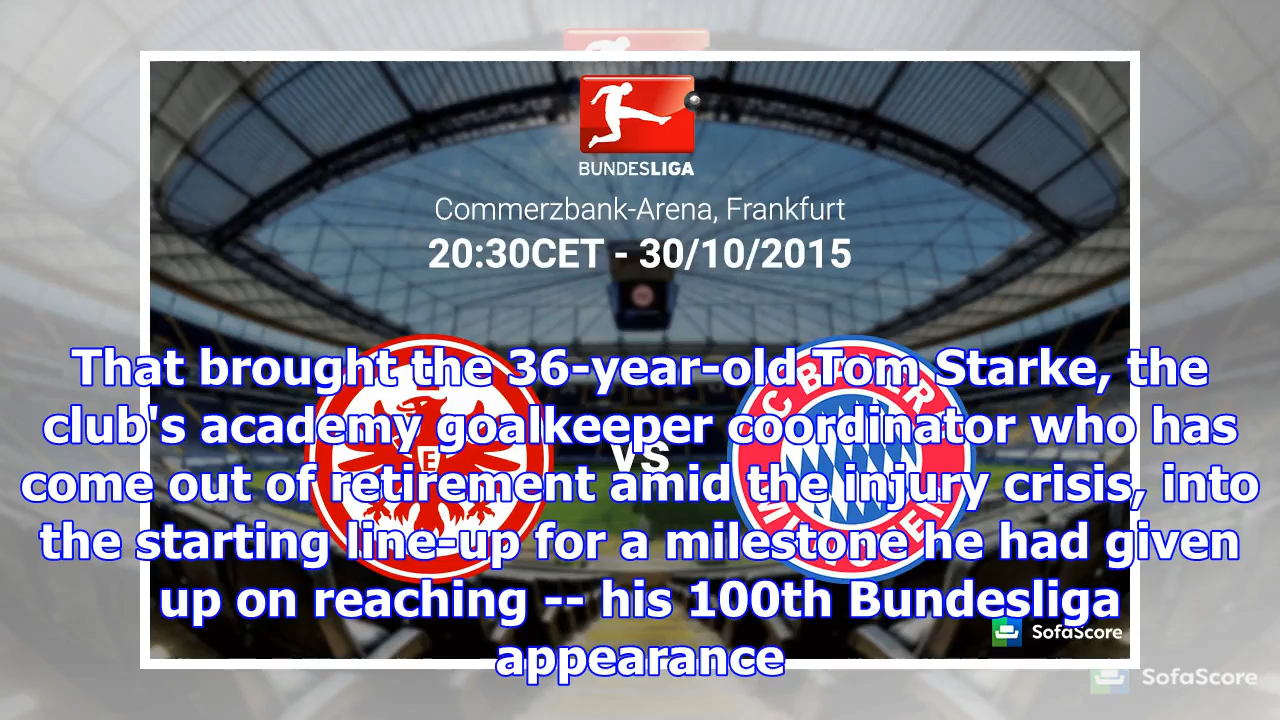 BUNDESLIGA
Commerzbank-Arena, Frankfurt
20:30CET - 30/10/2015
That brought the 36-year-old Tom Starke, the
club's academy goalkeeper coordinator who has
come out of retirement amid the injury crisis, into
the starting line-up for a milestone he had given
up on reaching -- his 100th Bundesliga
appearance
vs
E
SofaScore
SofaScore